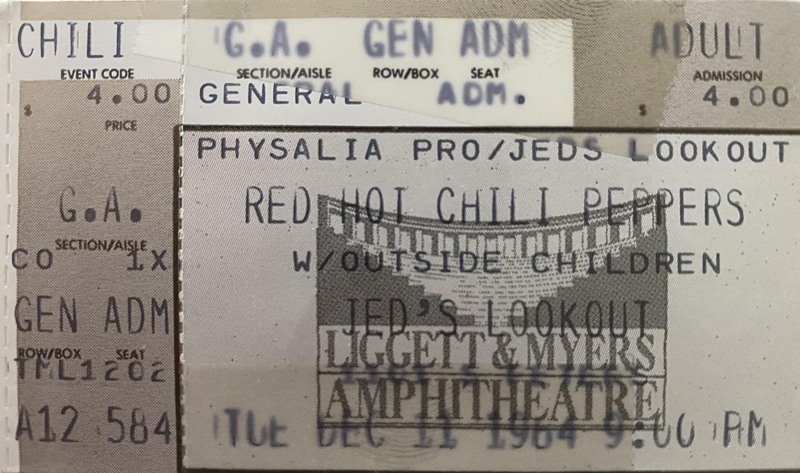 CHILI G.A. GEN ADM ADULT
EVENT CODE SECTION/AISLE ROW/BOX SEAT ADMISSION
$ 4.00 GENERAL ADM. $ 4.00
PRICE
PHYSALIA PRO/JEDS LOOKOUT
G.A. RED HOT CHILI PEPPERS
SECTION/AISLE
CO 1X W/OUTSIDE CHILDREN
GEN ADM JED'S LOOKOUT
LIGGETT & MYERS
ROW/BOX SEAT
TML1202
AMPHITHEATRE
A12 584 TUE DEC 11 1984 9:00 PM